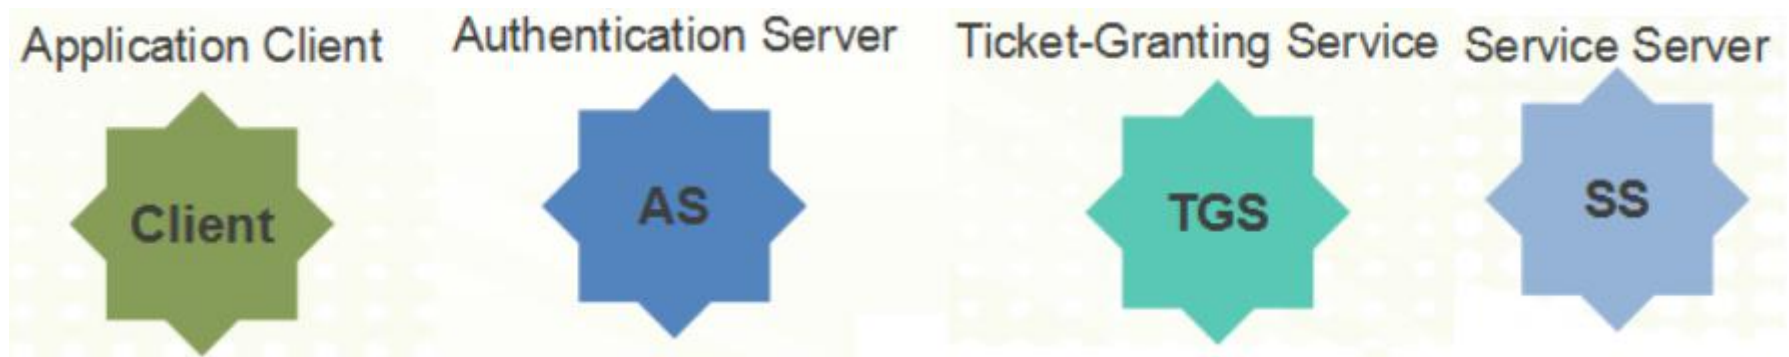 Application Client
Authentication Server
Ticket-Granting Service
Service Server
Client
AS
TGS
SS